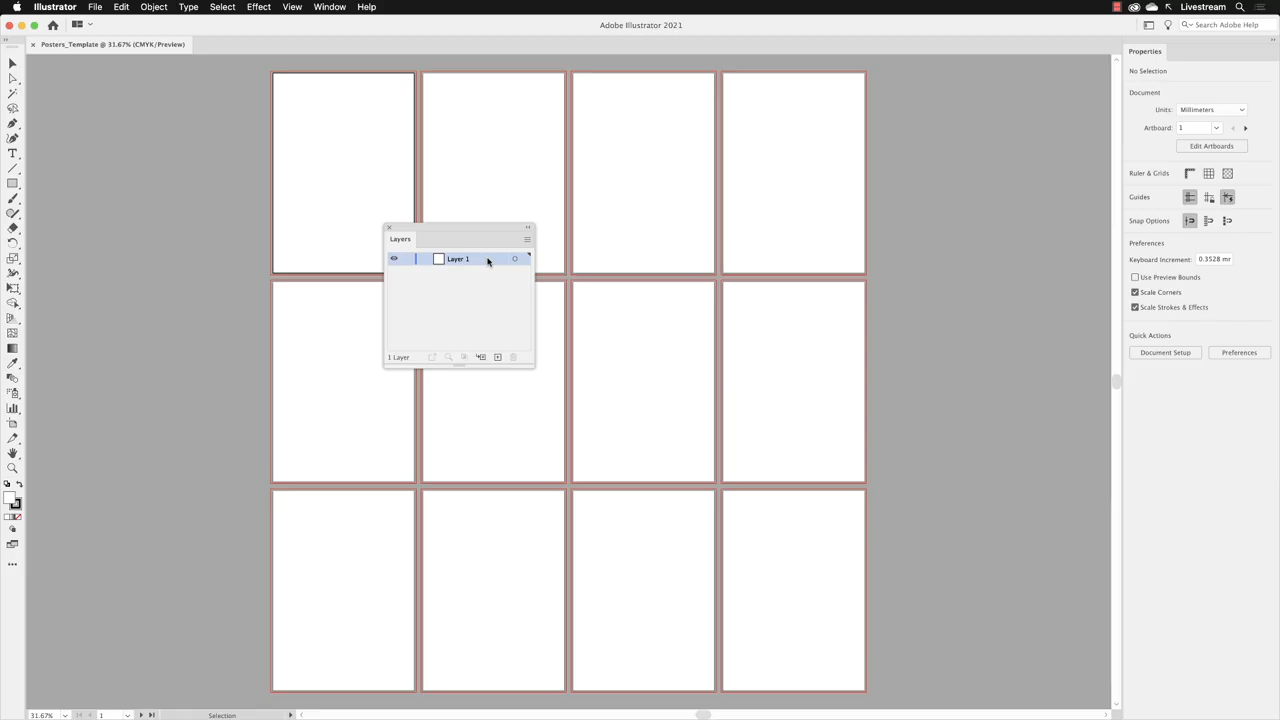 Illustrator File Edit Object Type Select Effect View Window Help Livestream
Adobe Illustrator 2021
Search Adobe Help
Posters_Template @ 31.67% (CMYK/Preview)
Properties
No Selection
Document
Units: Millimeters
Artboard: 1
Edit Artboards
Ruler & Grids
Guides
Snap Options
Preferences
Keyboard Increment: 0.3528 mr
Use Preview Bounds
Scale Corners
Scale Strokes & Effects
Quick Actions
Document Setup Preferences
Layers
Layer 1
1 Layer
31.67% 1 Selection